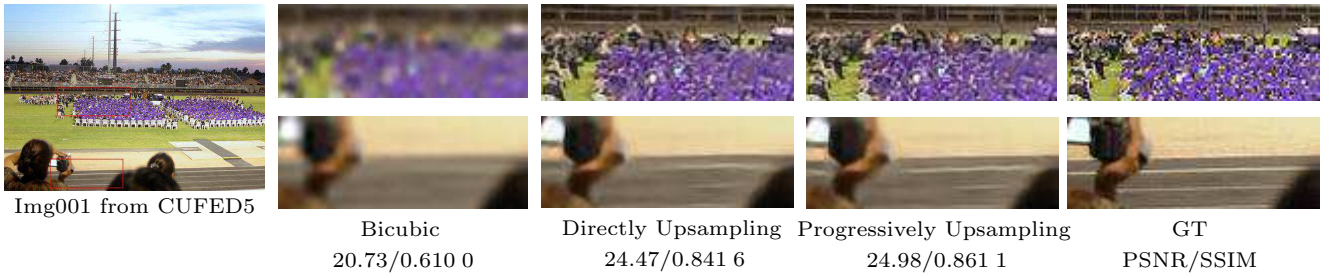 Img001 from CUFED5
Bicubic
Directly Upsampling
Progressively Upsampling
GT
20.73/0.610 0
24.47/0.841 6
24.98/0.861 1
PSNR/SSIM